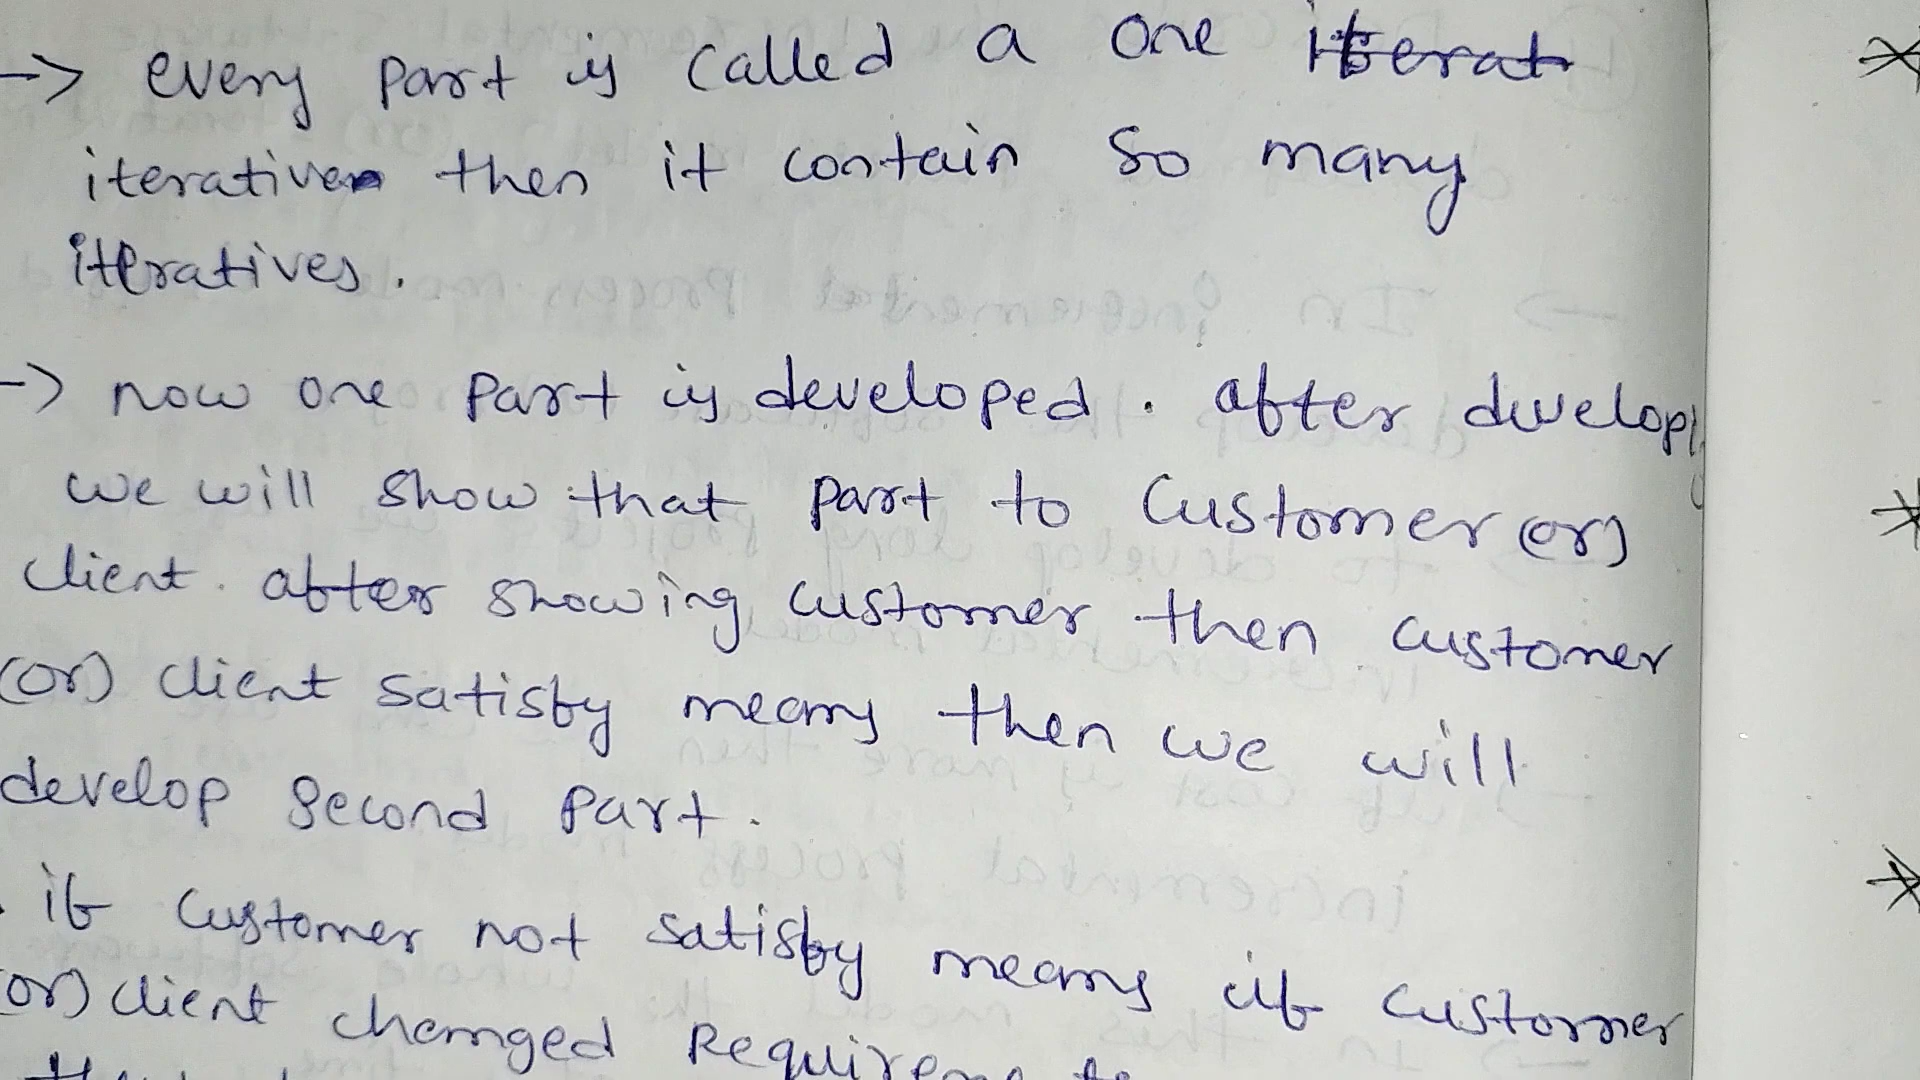 -> every part is called a one iterat
iterative then it contain so many
iteratives.
-> now one part is developed. after developing
we will show that part to customer (or)
client. after showing customer then customer
(or) client satisfy means then we will
develop second part.
if customer not satisfy means if customer
(or) client changed Requirements